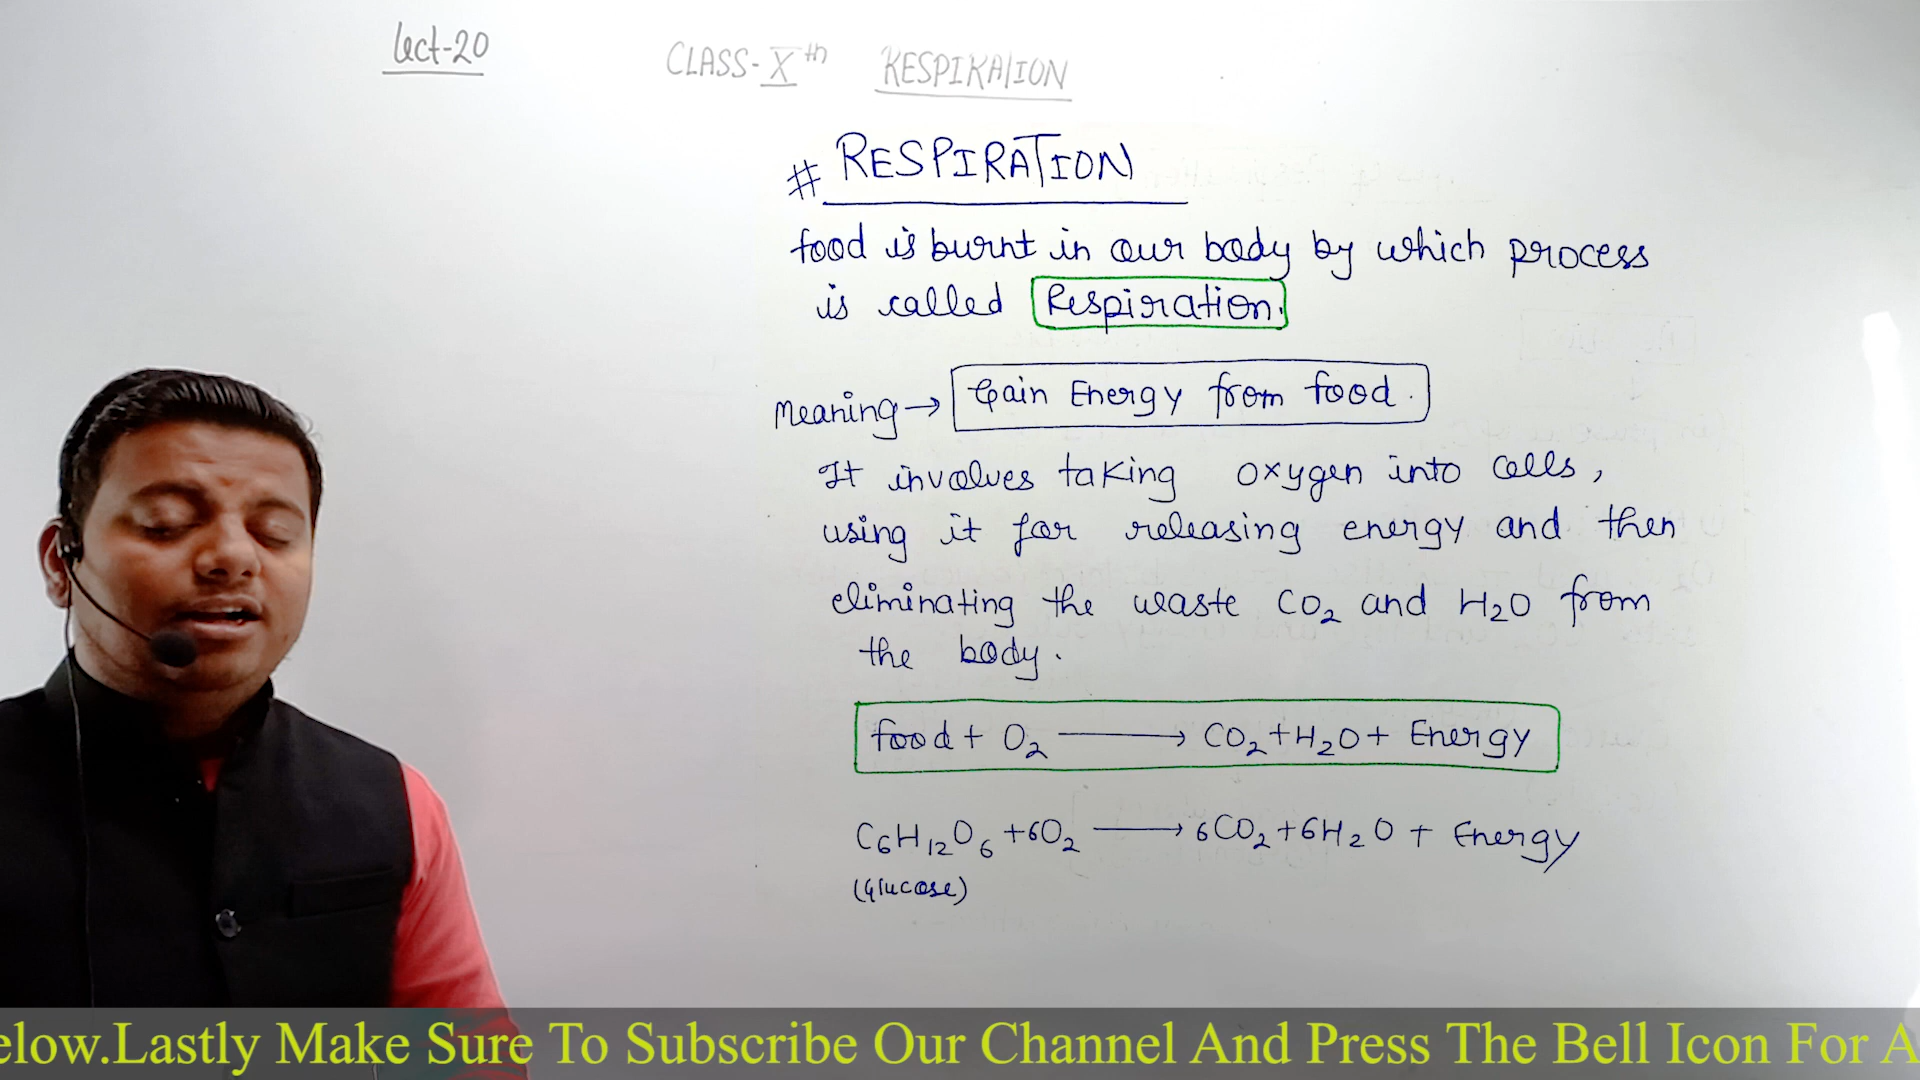 Lect-20
CLASS-Xth RESPIRATION
# RESPIRATION
food is burnt in our body by which process
is called Respiration.
Meaning → Gain Energy from food.
It involves taking oxygen into cells,
using it for releasing energy and then
eliminating the waste CO₂ and H₂O from
the body.
food + O₂ ⟶ CO₂ + H₂O + Energy
C₆H₁₂O₆ + 6O₂ ⟶ 6CO₂ + 6H₂O + Energy
(Glucose)
elow.Lastly Make Sure To Subscribe Our Channel And Press The Bell Icon For A